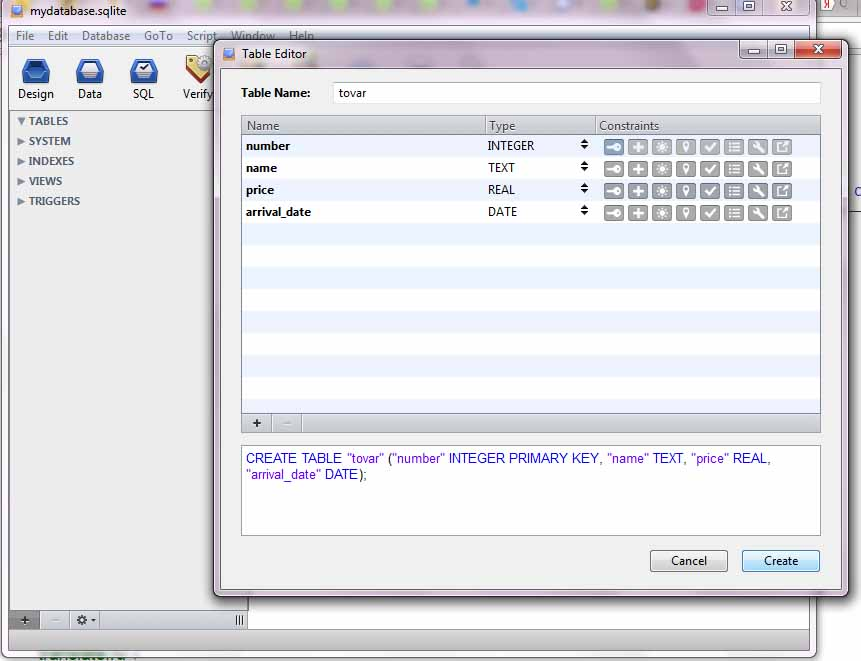 mydatabase.sqlite
File Edit Database GoTo Script Window Help
Design Data SQL Verify
TABLES
SYSTEM
INDEXES
VIEWS
TRIGGERS
Table Editor
Table Name: tovar
Name Type Constraints
number INTEGER
name TEXT
price REAL
arrival_date DATE
CREATE TABLE "tovar" ("number" INTEGER PRIMARY KEY, "name" TEXT, "price" REAL,
"arrival_date" DATE);
Cancel Create